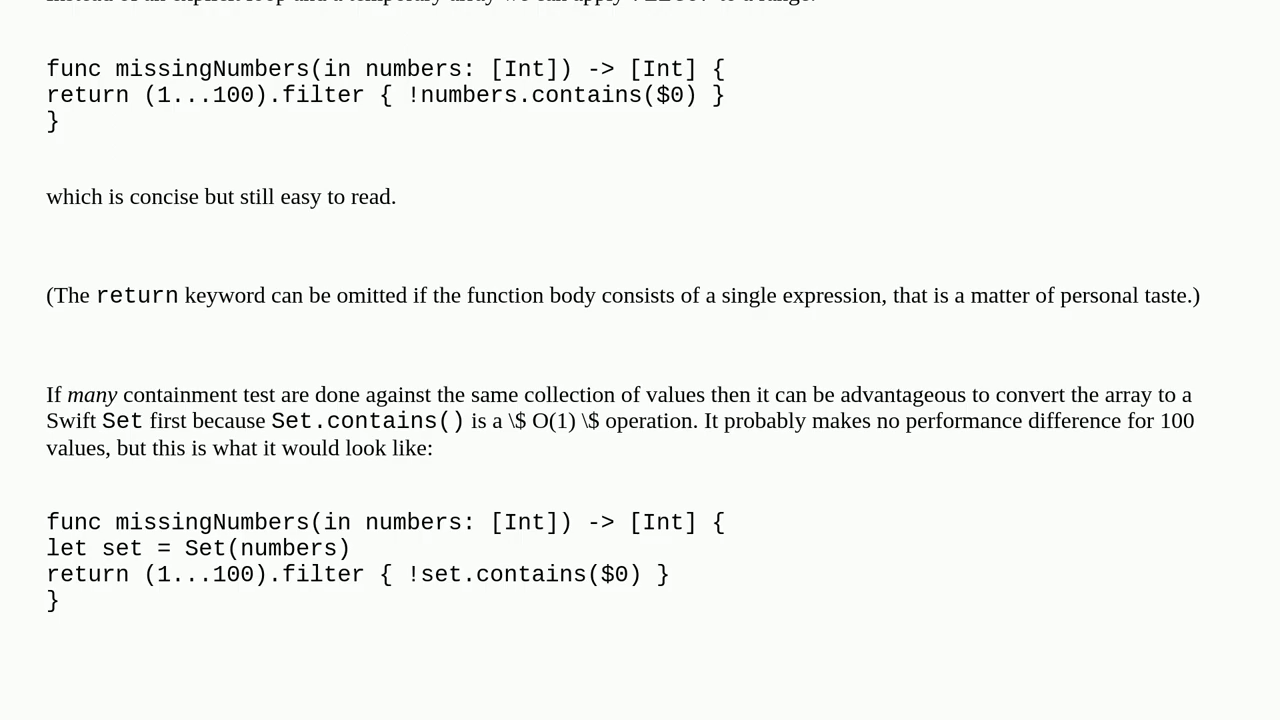 func missingNumbers(in numbers: [Int]) -> [Int] {
return (1...100).filter { !numbers.contains($0) }
}
which is concise but still easy to read.
(The return keyword can be omitted if the function body consists of a single expression, that is a matter of personal taste.)
If many containment test are done against the same collection of values then it can be advantageous to convert the array to a
Swift Set first because Set.contains() is a \$ O(1) \$ operation. It probably makes no performance difference for 100
values, but this is what it would look like:
func missingNumbers(in numbers: [Int]) -> [Int] {
let set = Set(numbers)
return (1...100).filter { !set.contains($0) }
}